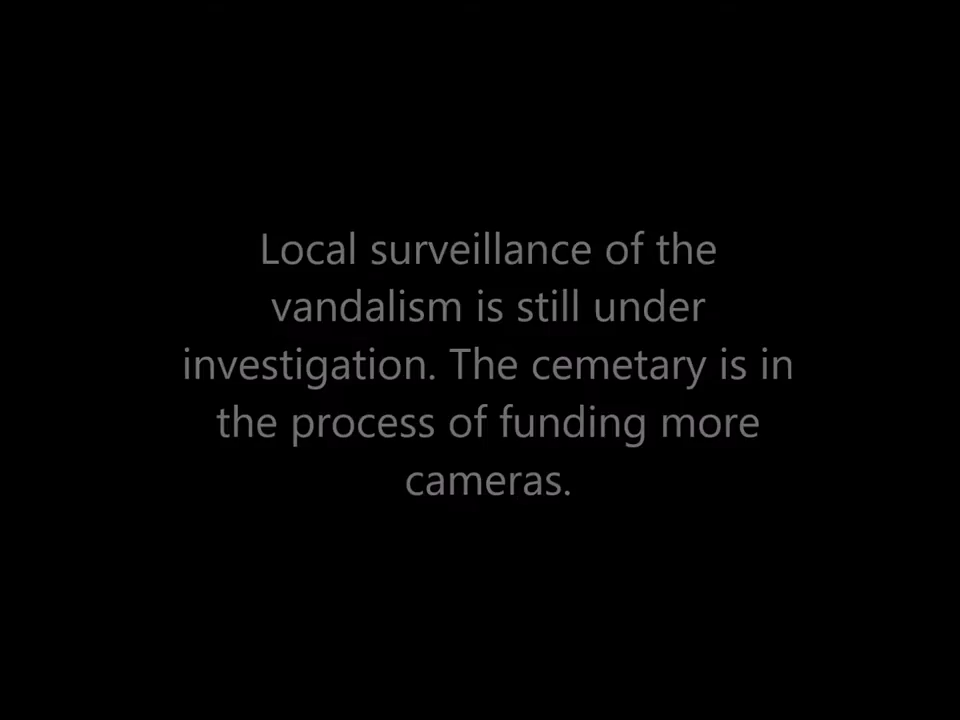 Local surveillance of the
vandalism is still under
investigation. The cemetary is in
the process of funding more
cameras.